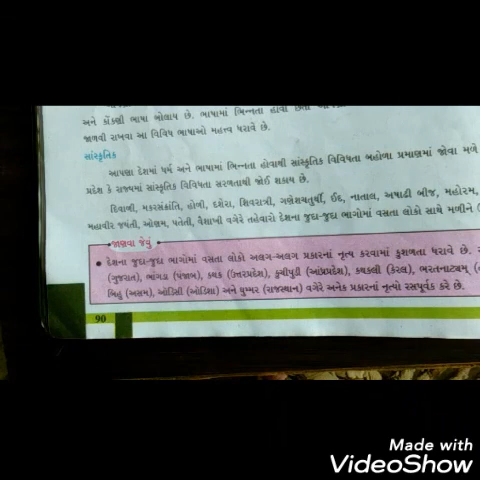 અને કોંકણી ભાષા બોલાય છે. ભાષામાં ભિન્નતા હોવા છતાં
જાળવી રાખવા આ વિવિધ ભાષાઓ મહત્ત્વ ધરાવે છે.
સાંસ્કૃતિક
આપણા દેશમાં ધર્મ અને ભાષામાં ભિન્નતા હોવાથી સાંસ્કૃતિક વિવિધતા બહોળા પ્રમાણમાં જોવા મળે
પ્રદેશ કે રાજ્યમાં સાંસ્કૃતિક વિવિધતા સરળતાથી જોઈ શકાય છે.
દિવાળી, મકરસંક્રાંતિ, હોળી, દશેરા, શિવરાત્રી, ગણેશચતુર્થી, ઈદ, નાતાલ, અષાઢી બીજ, મહોરમ,
મહાવીર જયંતી, ઓણમ, પતેતી, વૈશાખી વગેરે તહેવારો દેશના જુદા-જુદા ભાગોમાં વસતા લોકો સાથે મળીને
જાણવા જેવું
• દેશના જુદા-જુદા ભાગોમાં વસતા લોકો અલગ-અલગ પ્રકારનાં નૃત્ય કરવામાં કુશળતા ધરાવે છે.
(ગુજરાત), ભાંગડા (પંજાબ), કથક (ઉત્તરપ્રદેશ), કુચીપુડી (આંધ્રપ્રદેશ), કથકલી (કેરલ), ભરતનાટ્યમ્
બિહુ (અસમ), ઓડિસી (ઓડિશા) અને ઘુમ્મર (રાજસ્થાન) વગેરે અનેક પ્રકારનાં નૃત્યો રસપૂર્વક કરે છે.
90
Made with
VideoShow